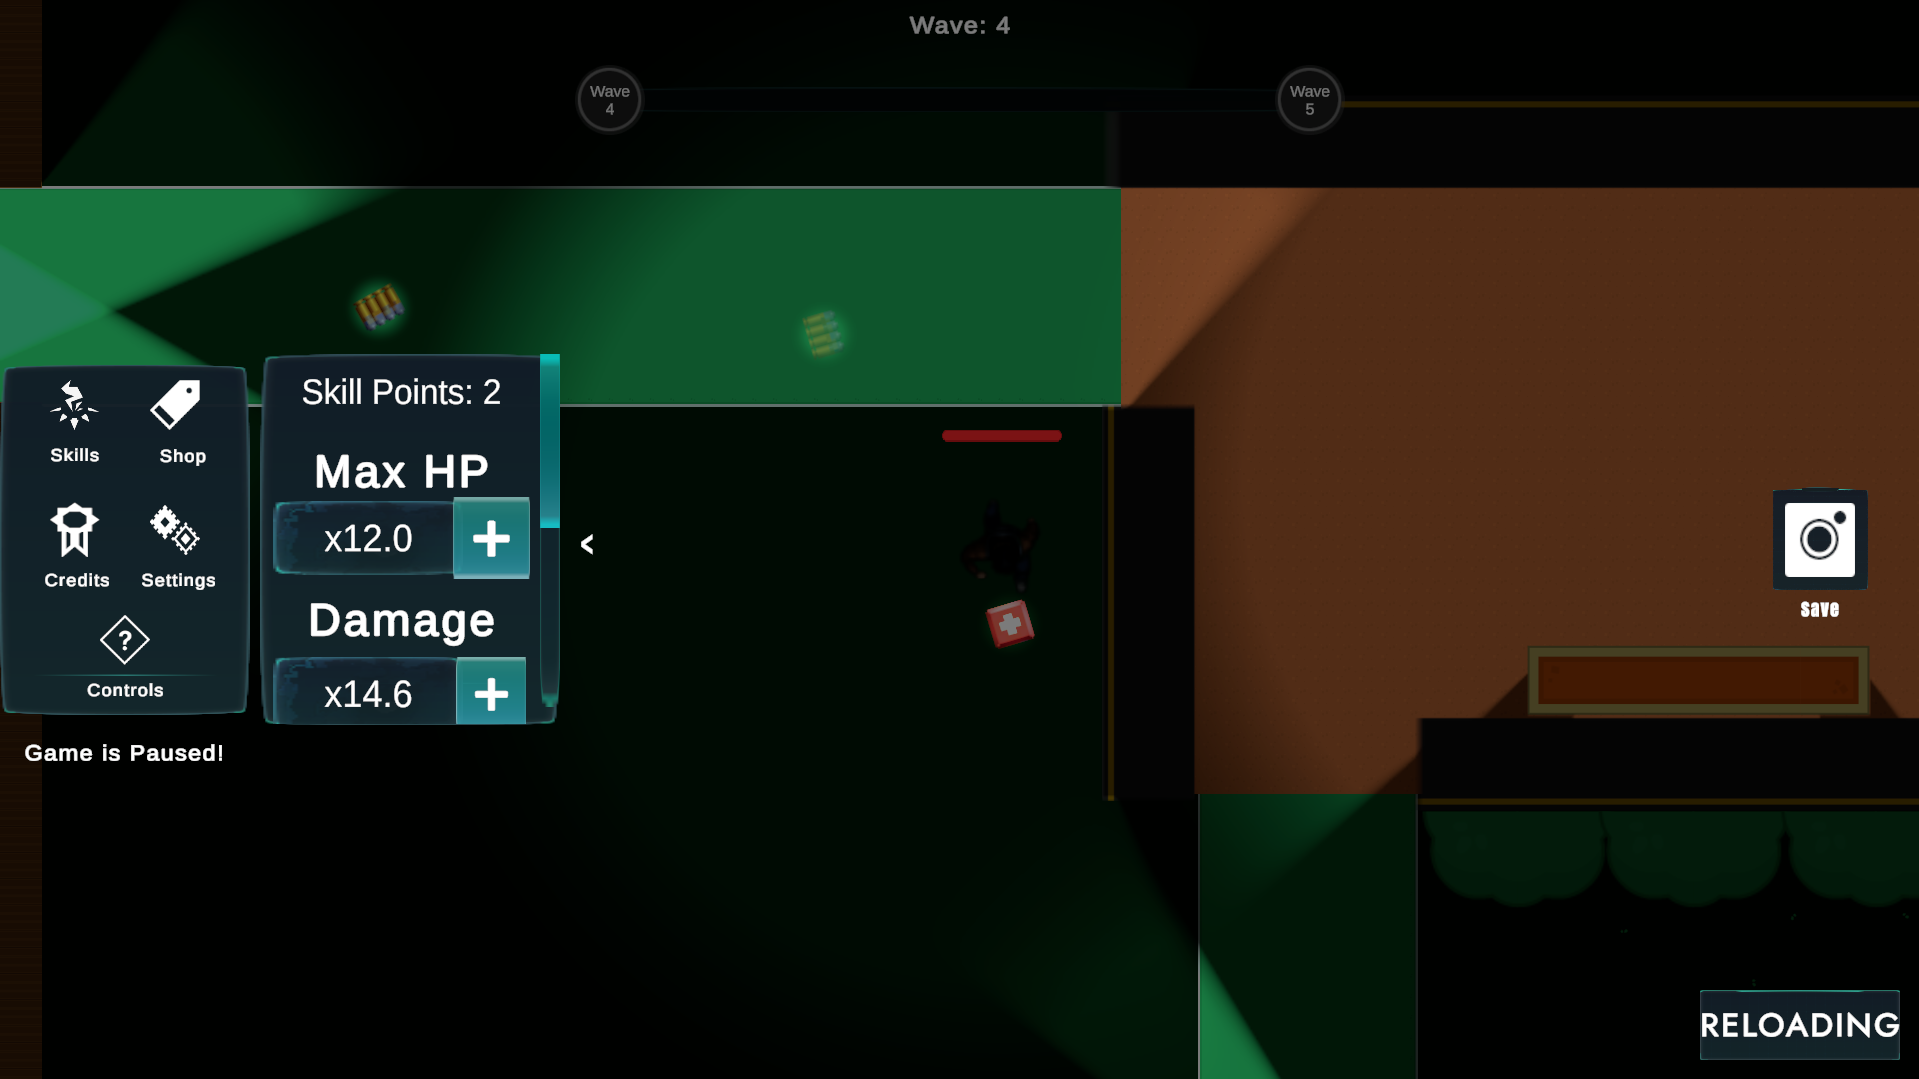 Wave: 4
Wave
4
Wave
5
Skill Points: 2
Max HP
x12.0
Damage
x14.6
Skills
Shop
Credits
Settings
?
Controls
Game is Paused!
save
RELOADING